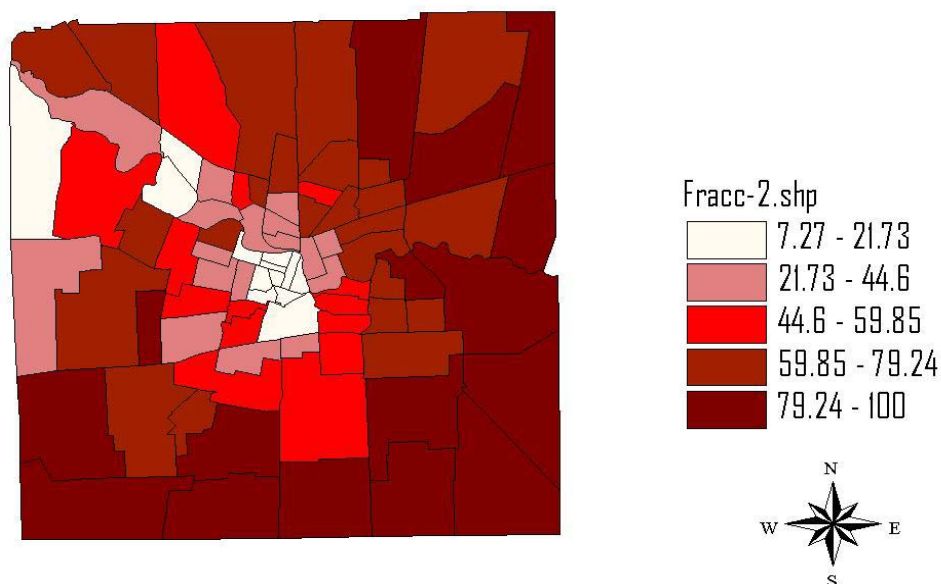 Fracc-2.shp
7.27 - 21.73
21.73 - 44.6
44.6 - 59.85
59.85 - 79.24
79.24 - 100
N
W E
S